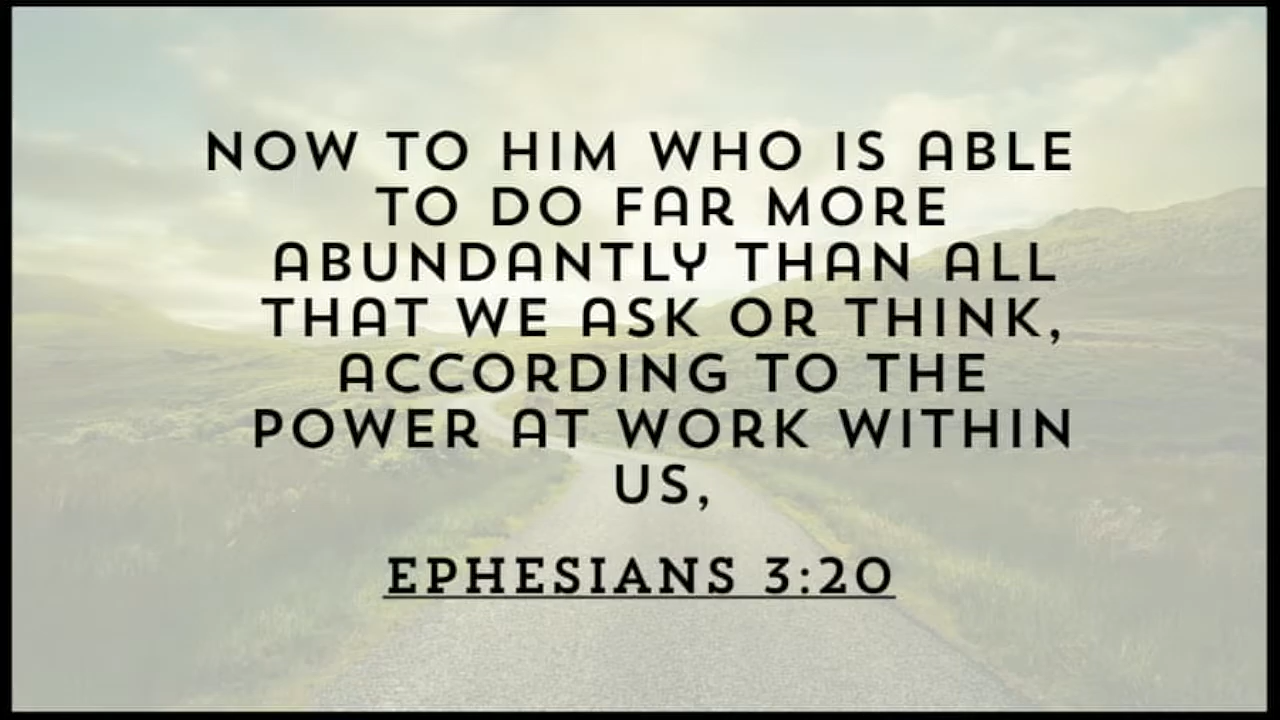 NOW TO HIM WHO IS ABLE
TO DO FAR MORE
ABUNDANTLY THAN ALL
THAT WE ASK OR THINK,
ACCORDING TO THE
POWER AT WORK WITHIN
US,
EPHESIANS 3:20